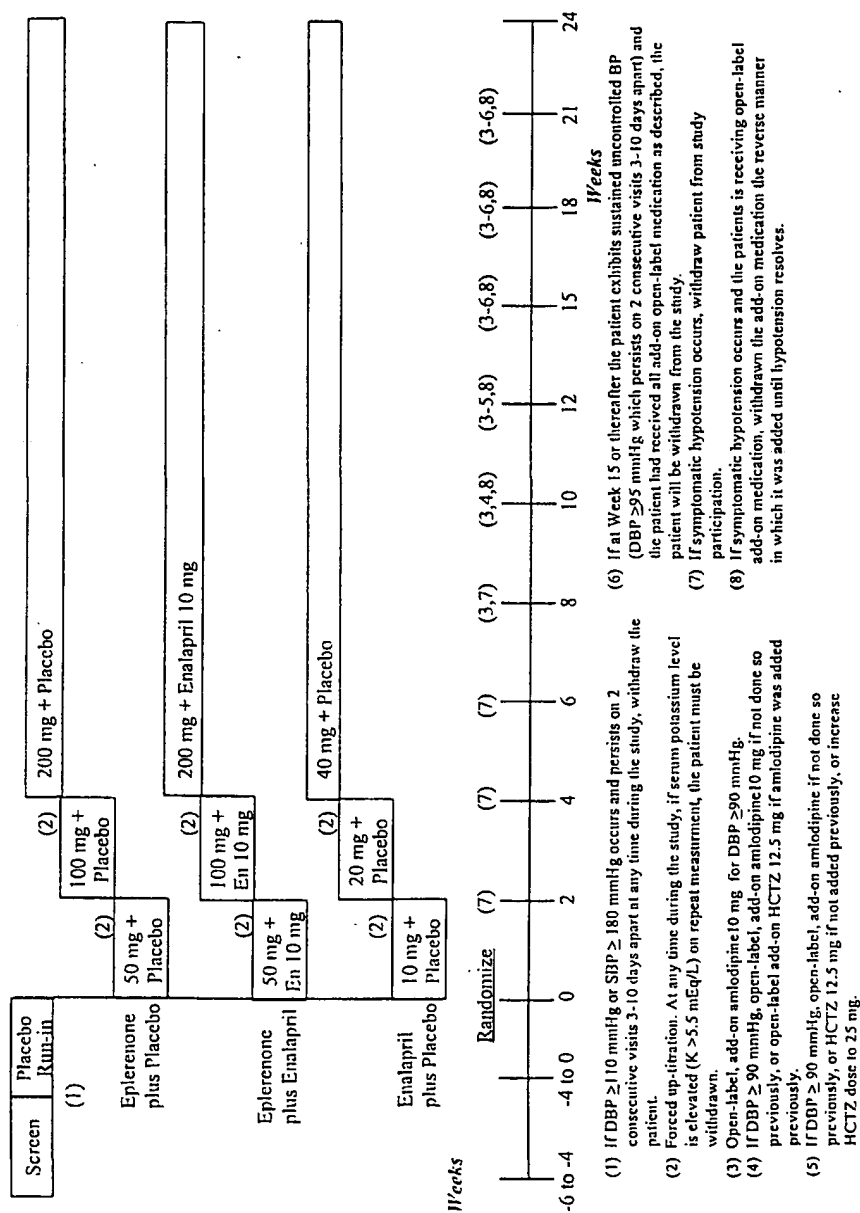 Screen
Placebo
Run-in
(1)
Eplerenone
plus Placebo
50 mg +
Placebo
(2)
100 mg +
Placebo
(2)
200 mg + Placebo
Eplerenone
plus Enalapril
50 mg +
En 10 mg
(2)
100 mg +
En 10 mg
(2)
200 mg + Enalapril 10 mg
Enalapril
plus Placebo
10 mg +
Placebo
(2)
20 mg +
Placebo
(2)
40 mg + Placebo
Weeks
Randomize
(7) (7) (7) (3,7) (3,4,8) (3-5,8) (3-6,8) (3-6,8) (3-6,8)
-6 to -4 -4 to 0 0 2 4 6 8 10 12 15 18 21 24
Weeks
(1) If DBP ≥110 mmHg or SBP ≥ 180 mmHg occurs and persists on 2
consecutive visits 3-10 days apart at any time during the study, withdraw the
patient.
(2) Forced up-titration. At any time during the study, if serum potassium level
is elevated (K >5.5 mEq/L) on repeat measurment, the patient must be
withdrawn.
(3) Open-label, add-on amlodipine10 mg for DBP ≥90 mmHg.
(4) If DBP ≥ 90 mmHg, open-label, add-on amlodipine10 mg if not done so
previously, or open-label add-on HCTZ 12.5 mg if amlodipine was added
previously.
(5) If DBP ≥ 90 mmHg, open-label, add-on amlodipine if not done so
previously, or HCTZ 12.5 mg if not added previously, or increase
HCTZ dose to 25 mg.
(6) If at Week 15 or thereafter the patient exhibits sustained uncontrolled BP
(DBP ≥95 mmHg which persists on 2 consecutive visits 3-10 days apart) and
the patient had received all add-on open-label medication as described, the
patient will be withdrawn from the study.
(7) If symptomatic hypotension occurs, withdraw patient from study
participation.
(8) If symptomatic hypotension occurs and the patients is receiving open-label
add-on medication, withdrawn the add-on medication the reverse manner
in which it was added until hypotension resolves.